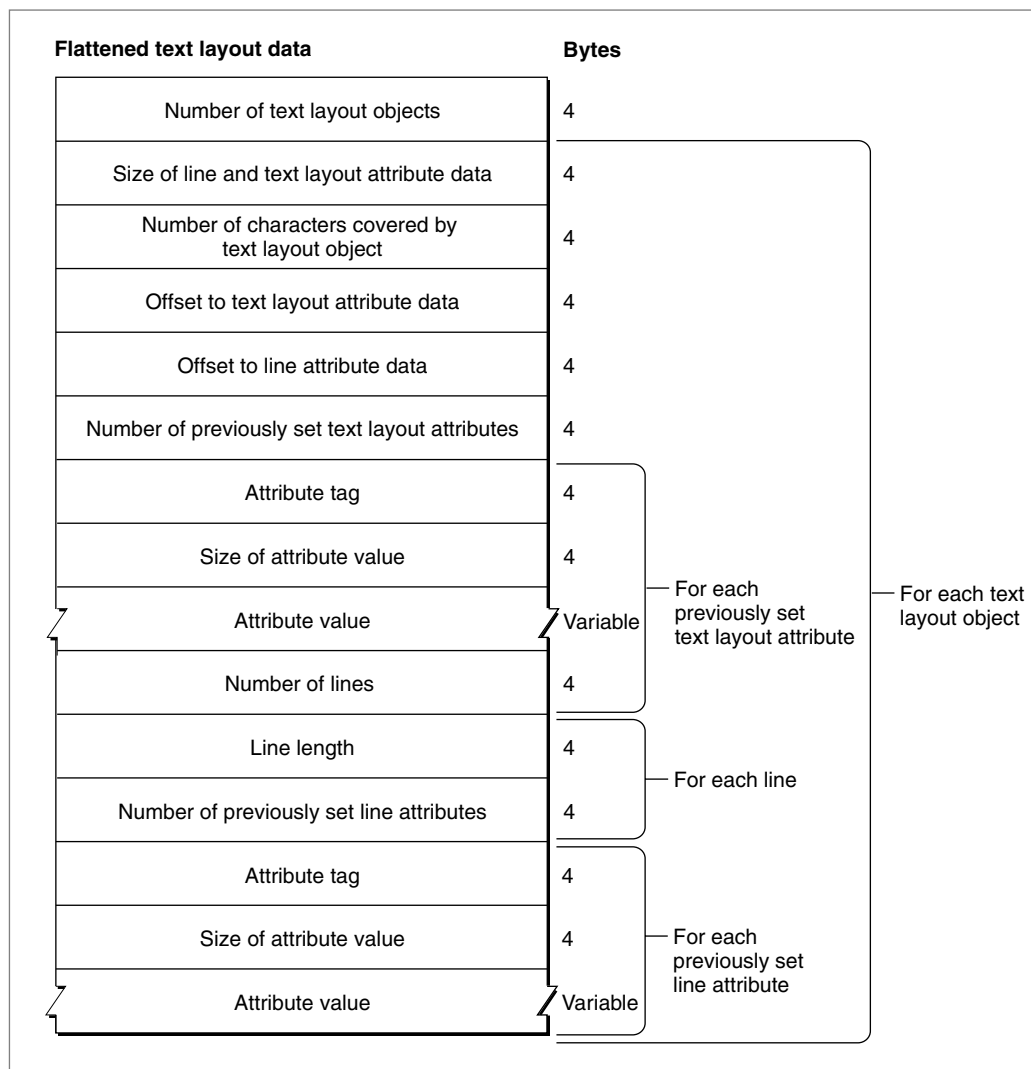 Flattened text layout data Bytes
Number of text layout objects 4
Size of line and text layout attribute data 4
Number of characters covered by
text layout object 4
Offset to text layout attribute data 4
Offset to line attribute data 4
Number of previously set text layout attributes 4
Attribute tag 4
Size of attribute value 4
Attribute value Variable
For each
previously set
text layout attribute
For each text
layout object
Number of lines 4
Line length 4
For each line
Number of previously set line attributes 4
Attribute tag 4
Size of attribute value 4
For each
previously set
line attribute
Attribute value Variable